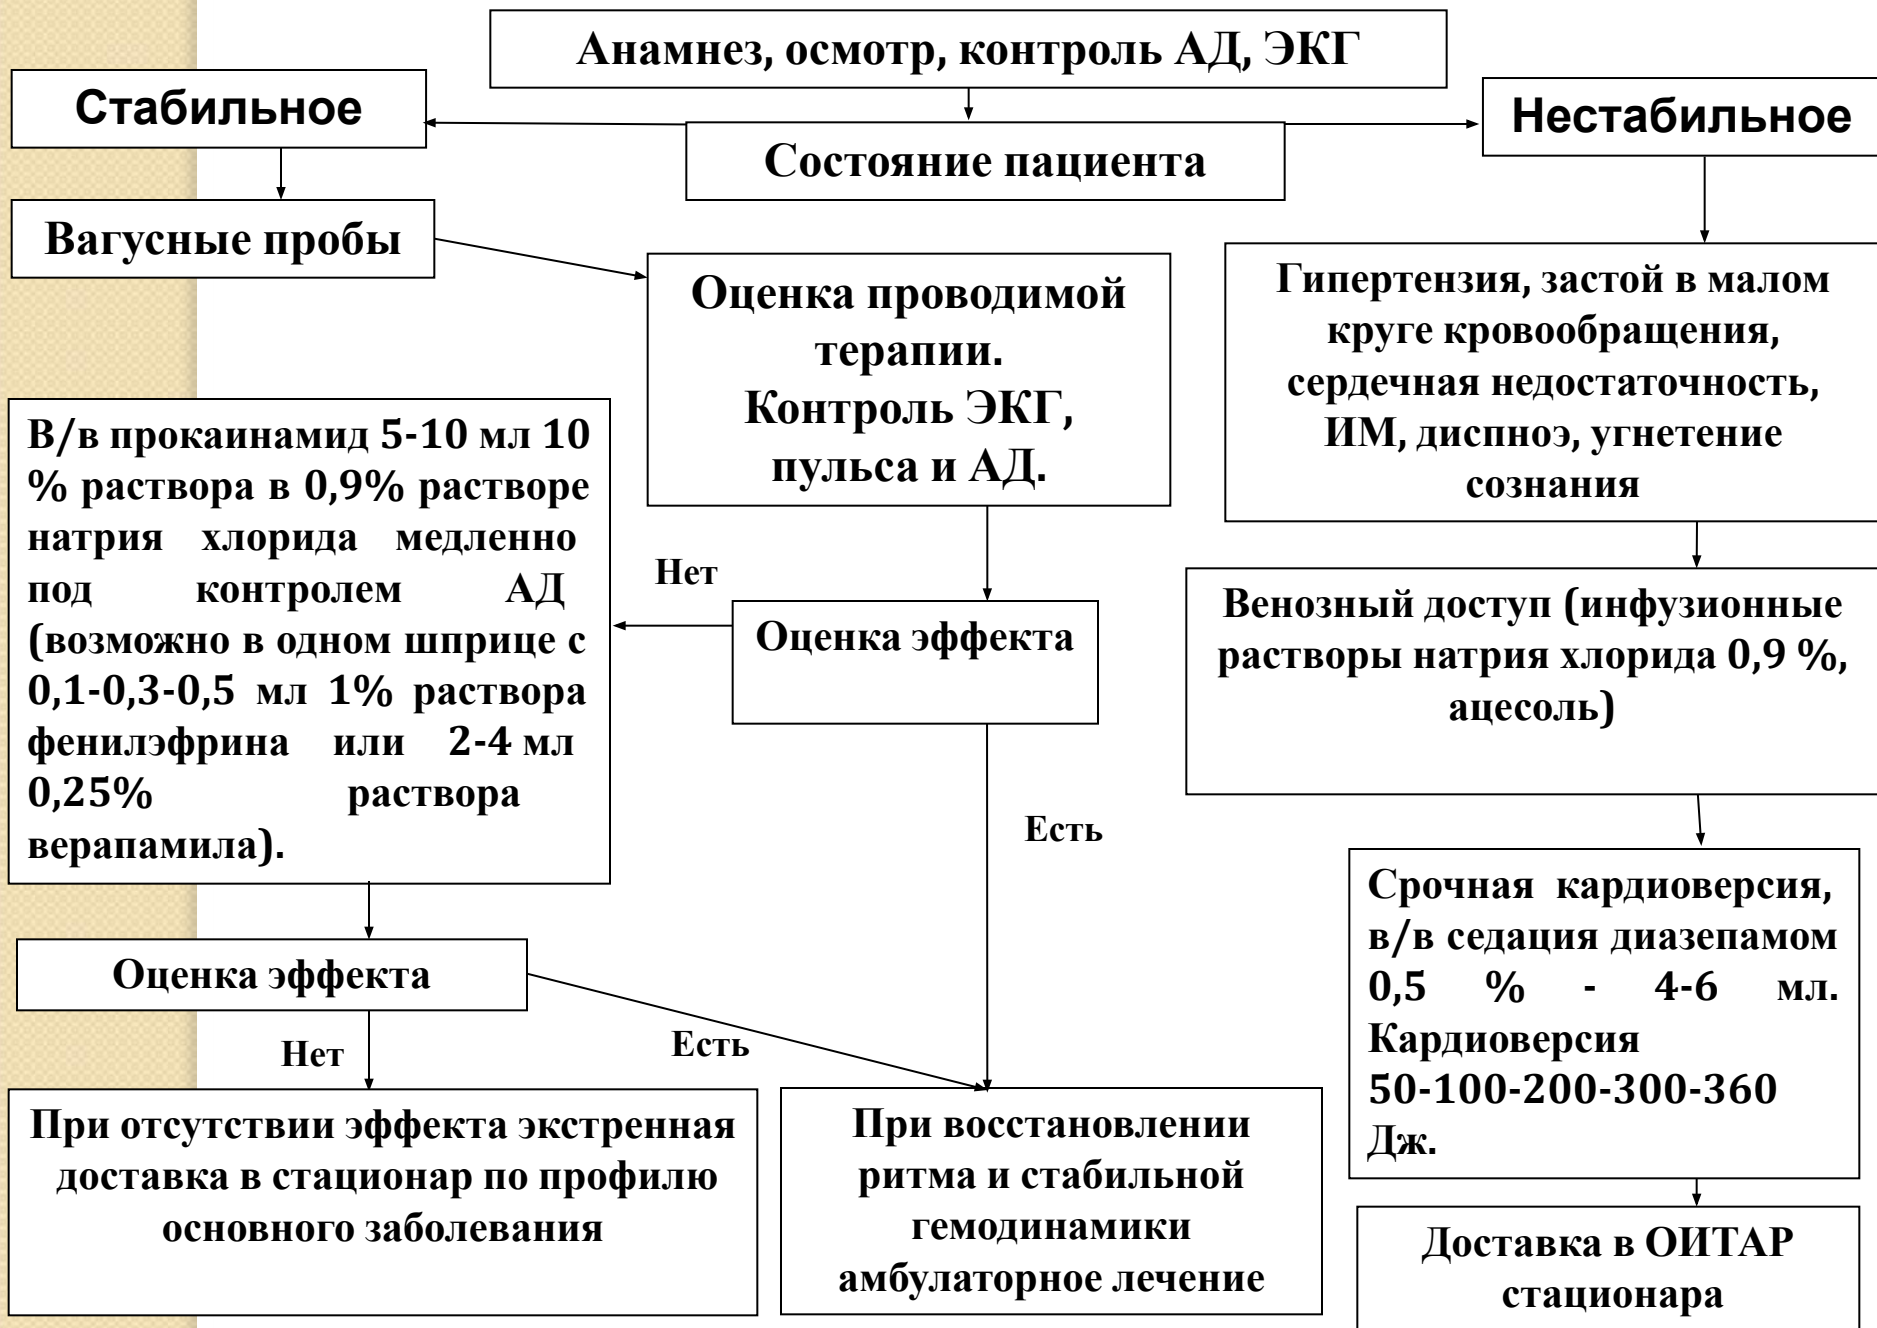 Анамнез, осмотр, контроль АД, ЭКГ
Стабильное
Состояние пациента
Нестабильное
Вагусные пробы
Оценка проводимой
терапии.
Контроль ЭКГ,
пульса и АД.
Гипертензия, застой в малом
круге кровообращения,
сердечная недостаточность,
ИМ, диспноэ, угнетение
сознания
В/в прокаинамид 5-10 мл 10
% раствора в 0,9% растворе
натрия хлорида медленно
под контролем АД
(возможно в одном шприце с
0,1-0,3-0,5 мл 1% раствора
фенилэфрина или 2-4 мл
0,25% раствора
верапамила).
Нет
Оценка эффекта
Венозный доступ (инфузионные
растворы натрия хлорида 0,9 %,
ацесоль)
Есть
Срочная кардиоверсия,
в/в седация диазепамом
0,5 % - 4-6 мл.
Кардиоверсия
50-100-200-300-360
Дж.
Оценка эффекта
Нет
Есть
При отсутствии эффекта экстренная
доставка в стационар по профилю
основного заболевания
При восстановлении
ритма и стабильной
гемодинамики
амбулаторное лечение
Доставка в ОИТАР
стационара